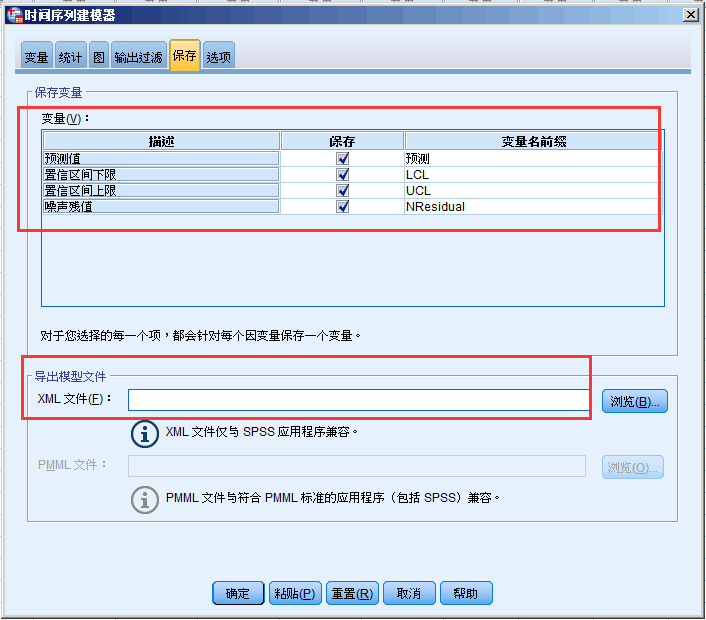 时间序列建模器
变量 统计 图 输出过滤 保存 选项
保存变量
变量(V)：
描述 保存 变量名前缀
预测值 预测
置信区间下限 LCL
置信区间上限 UCL
噪声残值 NResidual
对于您选择的每一个项，都会针对每个因变量保存一个变量。
导出模型文件
XML 文件(F)： 浏览(B)...
XML 文件仅与 SPSS 应用程序兼容。
PMML 文件： 浏览(O)...
PMML 文件与符合 PMML 标准的应用程序（包括 SPSS）兼容。
确定 粘贴(P) 重置(R) 取消 帮助